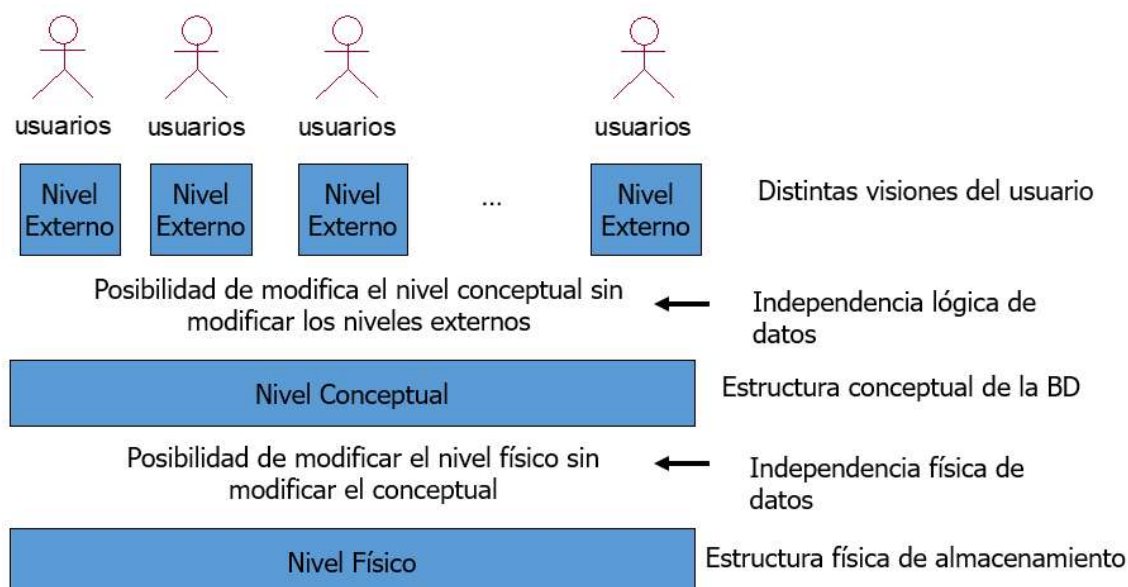 usuarios usuarios usuarios usuarios
Nivel Externo
Nivel Externo
Nivel Externo
...
Nivel Externo
Distintas visiones del usuario
Posibilidad de modifica el nivel conceptual sin
modificar los niveles externos
Independencia lógica de
datos
Nivel Conceptual
Estructura conceptual de la BD
Posibilidad de modificar el nivel físico sin
modificar el conceptual
Independencia física de
datos
Nivel Físico
Estructura física de almacenamiento